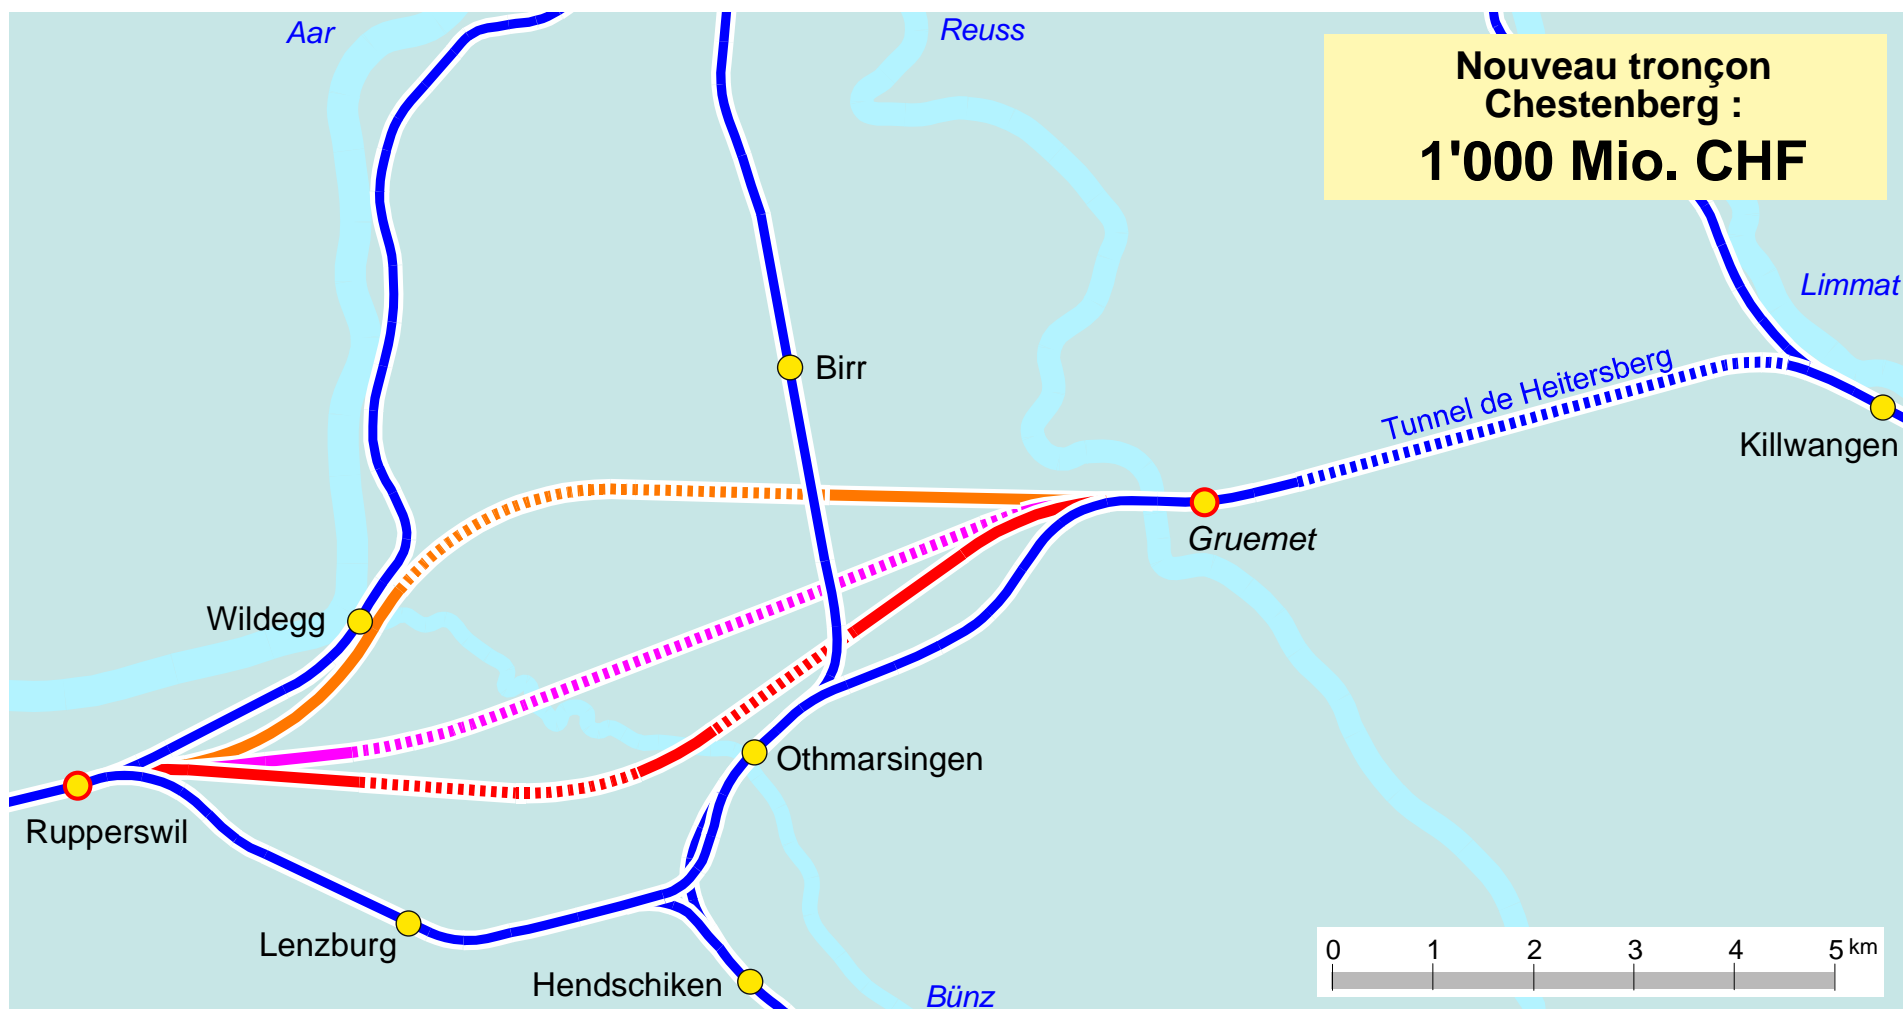 Aar
Reuss
Nouveau tronçon
Chestenberg :
1'000 Mio. CHF
Limmat
Birr
Tunnel de Heitersberg
Killwangen
Gruemet
Wildegg
Othmarsingen
Rupperswil
Lenzburg
Hendschiken
Bünz
0 1 2 3 4 5 km